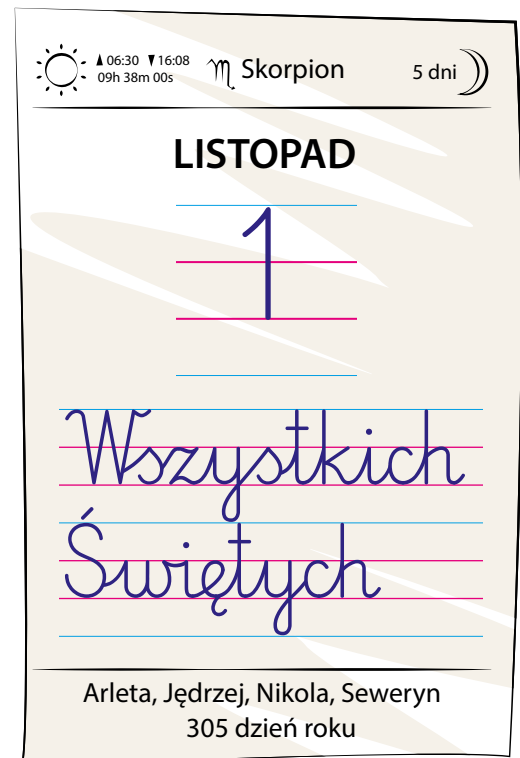 ▲ 06:30 ▼ 16:08
09h 38m 00s
♏ Skorpion
5 dni
LISTOPAD
1
Wszystkich
Świętych
Arleta, Jędrzej, Nikola, Seweryn
305 dzień roku